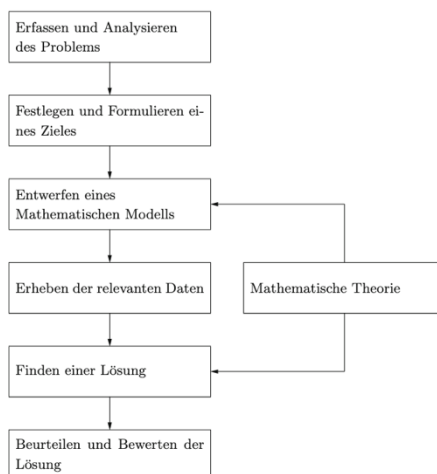 Erfassen und Analysieren
des Problems
Festlegen und Formulieren ei-
nes Zieles
Entwerfen eines
Mathematischen Modells
Erheben der relevanten Daten
Mathematische Theorie
Finden einer Lösung
Beurteilen und Bewerten der
Lösung